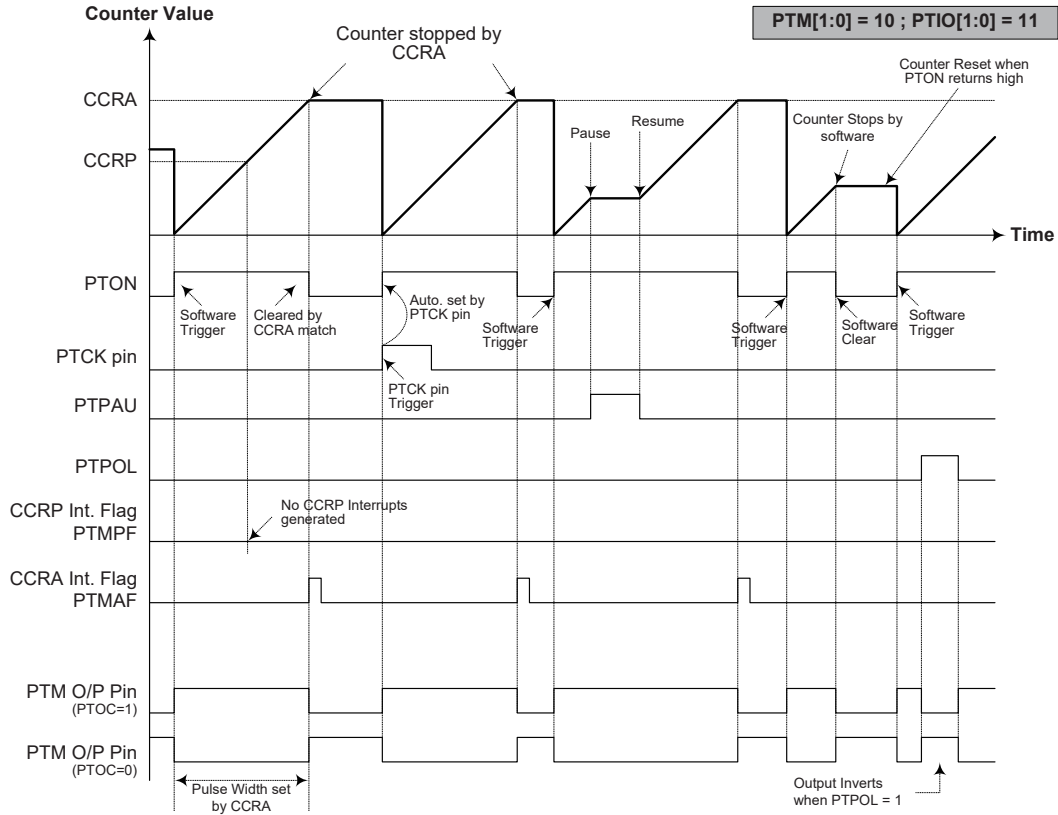 Counter Value
PTM[1:0] = 10 ; PTIO[1:0] = 11
Counter stopped by
CCRA
Counter Reset when
PTON returns high
CCRA
Pause
Resume
Counter Stops by
software
CCRP
Time
PTON
Software
Trigger
Cleared by
CCRA match
Auto. set by
PTCK pin
Software
Trigger
Software
Trigger
Software
Clear
Software
Trigger
PTCK pin
PTCK pin
Trigger
PTPAU
PTPOL
CCRP Int. Flag
PTMPF
No CCRP Interrupts
generated
CCRA Int. Flag
PTMAF
PTM O/P Pin
(PTOC=1)
PTM O/P Pin
(PTOC=0)
Pulse Width set
by CCRA
Output Inverts
when PTPOL = 1